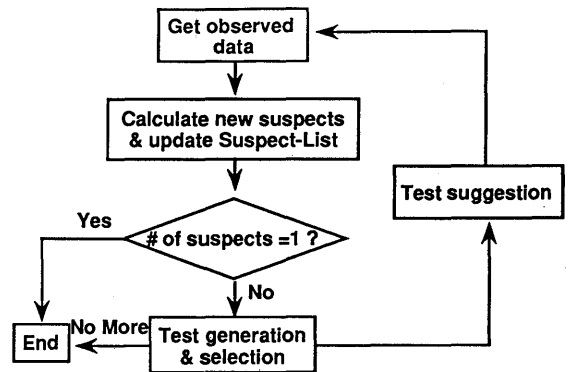 Get observed
data
Calculate new suspects
& update Suspect-List
Test suggestion
Yes
# of suspects =1 ?
No
No More
End
Test generation
& selection